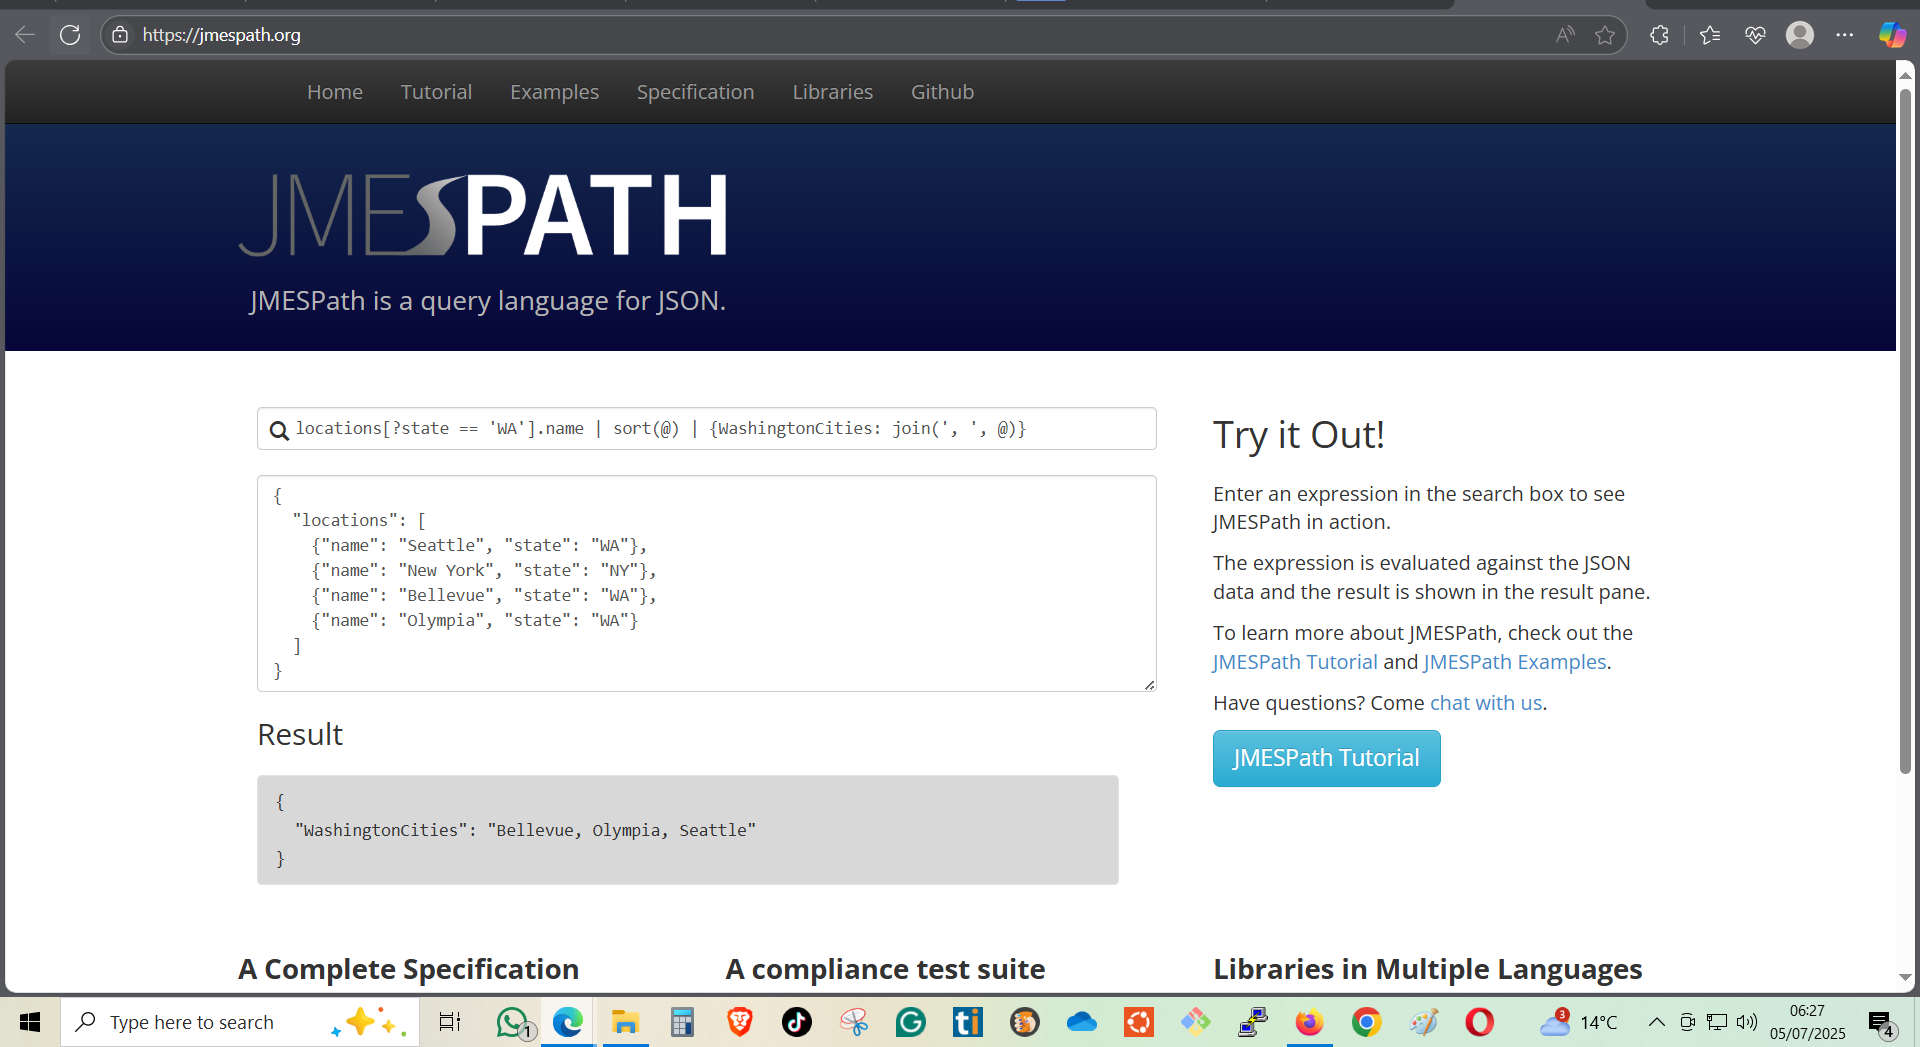 https://jmespath.org
Home Tutorial Examples Specification Libraries Github
JMESPATH
JMESPath is a query language for JSON.
locations[?state == 'WA'].name | sort(@) | {WashingtonCities: join(', ', @)}
{
"locations": [
{"name": "Seattle", "state": "WA"},
{"name": "New York", "state": "NY"},
{"name": "Bellevue", "state": "WA"},
{"name": "Olympia", "state": "WA"}
]
}
Result
{
"WashingtonCities": "Bellevue, Olympia, Seattle"
}
Try it Out!
Enter an expression in the search box to see
JMESPath in action.
The expression is evaluated against the JSON
data and the result is shown in the result pane.
To learn more about JMESPath, check out the
JMESPath Tutorial and JMESPath Examples.
Have questions? Come chat with us.
JMESPath Tutorial
A Complete Specification
A compliance test suite
Libraries in Multiple Languages
Type here to search
1
ti
3
14°C
06:27
05/07/2025
4